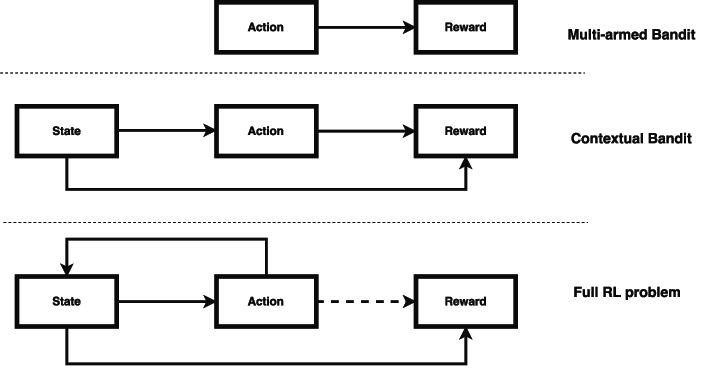 Action
Reward
Multi-armed Bandit
State
Action
Reward
Contextual Bandit
State
Action
Reward
Full RL problem